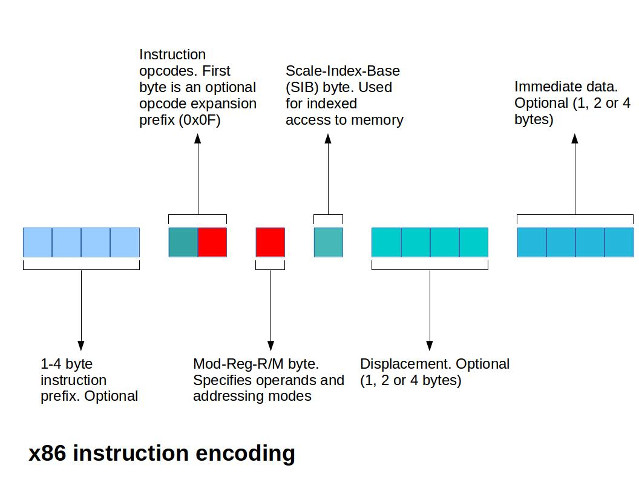 Instruction
opcodes. First
byte is an optional
opcode expansion
prefix (0x0F)
Scale-Index-Base
(SIB) byte. Used
for indexed
access to memory
Immediate data.
Optional (1, 2 or 4
bytes)
1-4 byte
instruction
prefix. Optional
Mod-Reg-R/M byte.
Specifies operands and
addressing modes
Displacement. Optional
(1, 2 or 4 bytes)
x86 instruction encoding